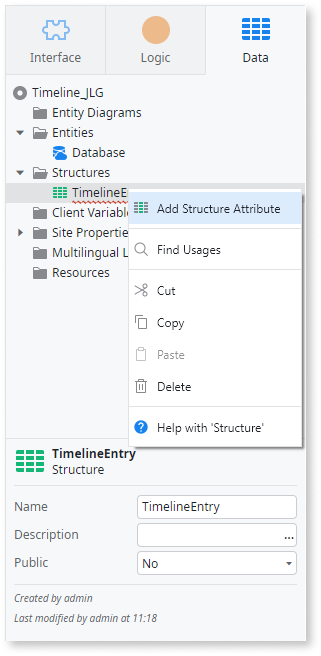 Interface Logic Data
Timeline_JLG
Entity Diagrams
Entities
Database
Structures
TimelineE
Add Structure Attribute
Client Variabl
Find Usages
Site Propertie
Multilingual L
Resources
Cut
Copy
Paste
Delete
? Help with 'Structure'
TimelineEntry
Structure
Name TimelineEntry
Description ...
Public No
Created by admin
Last modified by admin at 11:18